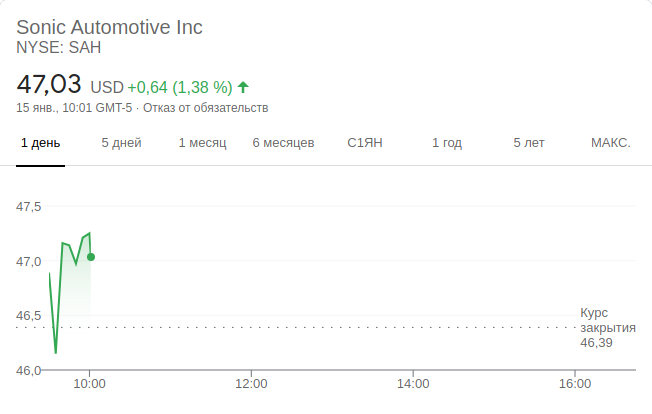 Sonic Automotive Inc
NYSE: SAH
47,03 USD +0,64 (1,38 %)
15 янв., 10:01 GMT-5 · Отказ от обязательств
1 день 5 дней 1 месяц 6 месяцев С1ЯН 1 год 5 лет МАКС.
47,5
47,0
46,5
Курс
закрытия
46,39
46,0
10:00 12:00 14:00 16:00